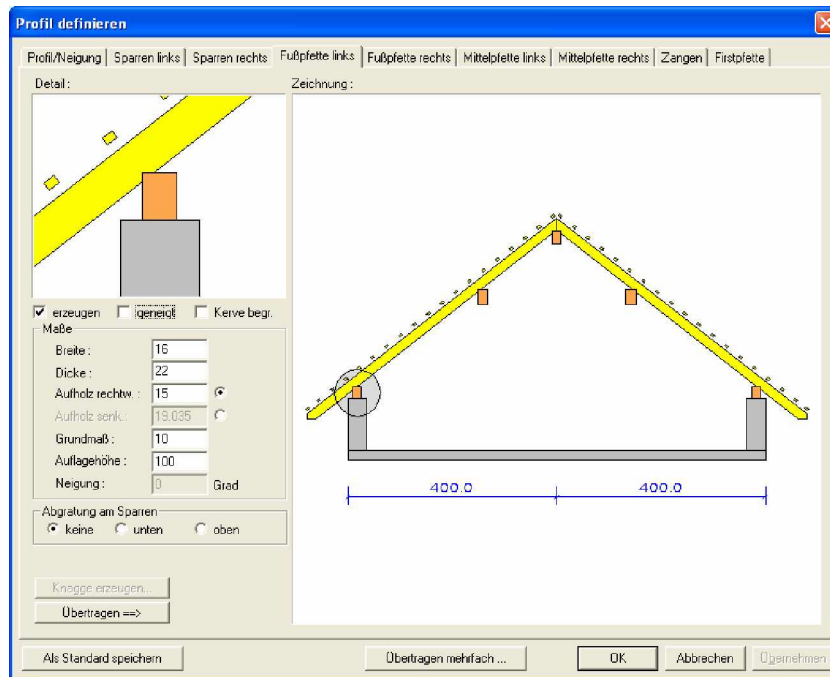 Profil definieren
Profil/Neigung Sparren links Sparren rechts Fußpfette links Fußpfette rechts Mittelpfette links Mittelpfette rechts Zangen Firstpfette
Detail : Zeichnung :
erzeugen geneigt Kerve begr.
Maße
Breite : 16
Dicke : 22
Aufholz rechtw. : 15
Aufholz senk.: 19.035
Grundmaß : 10
Auflagehöhe : 100
Neigung : 0 Grad
400.0 400.0
Abgratung am Sparren
keine unten oben
Knagge erzeugen...
Übertragen ==>
Als Standard speichern Übertragen mehrfach ... OK Abbrechen Übernehmen